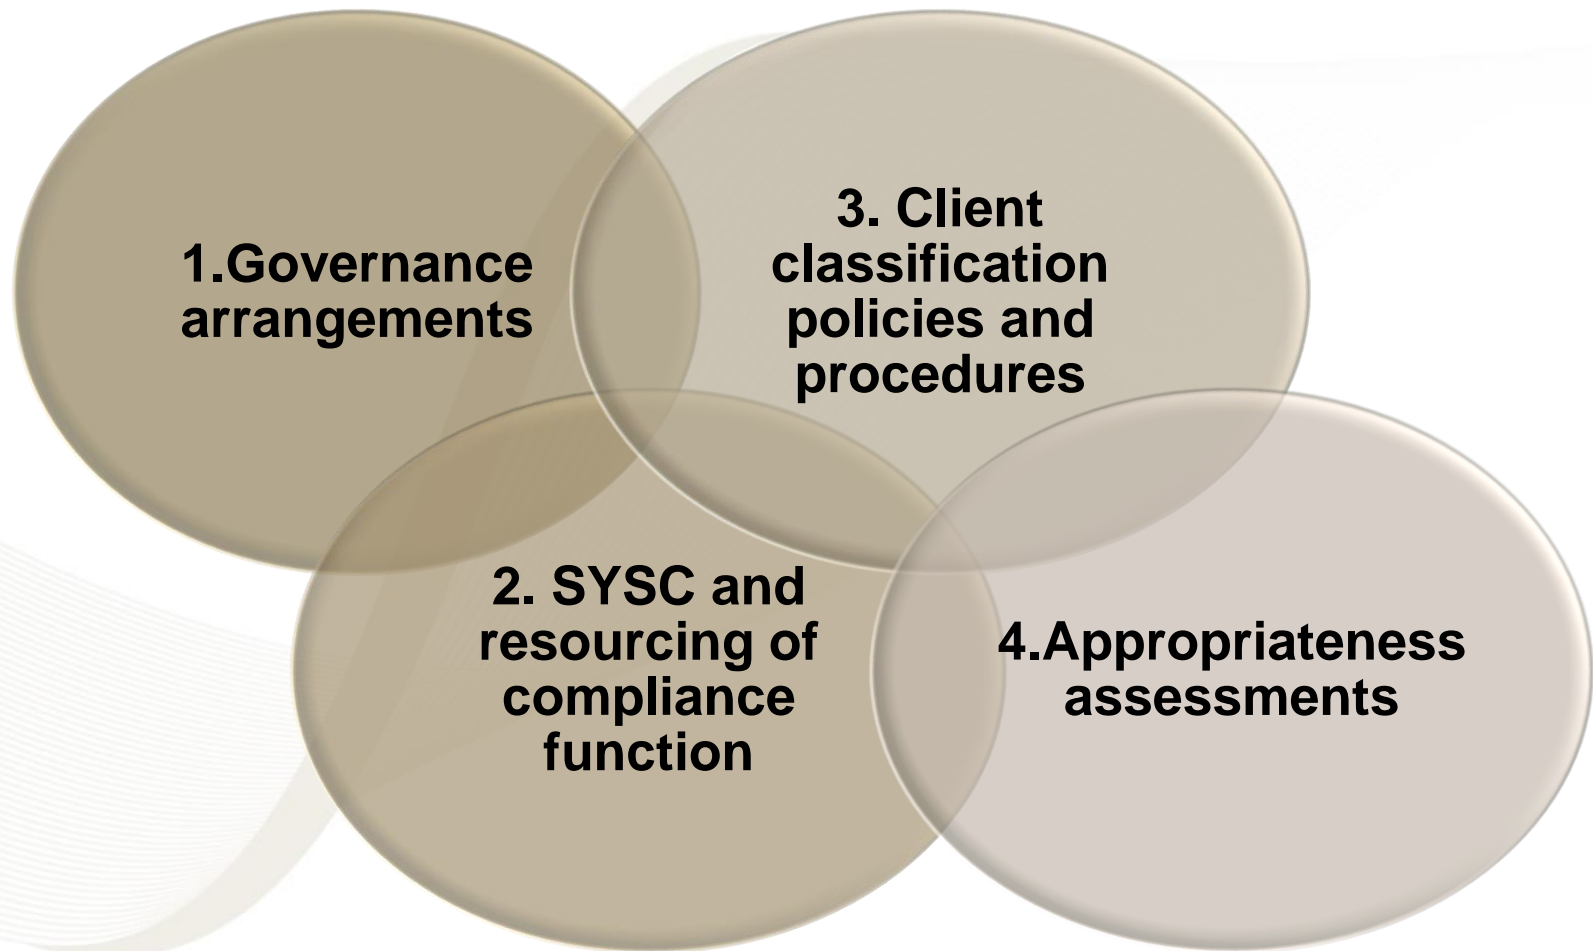 1.Governance
arrangements
3. Client
classification
policies and
procedures
2. SYSC and
resourcing of
compliance
function
4.Appropriateness
assessments